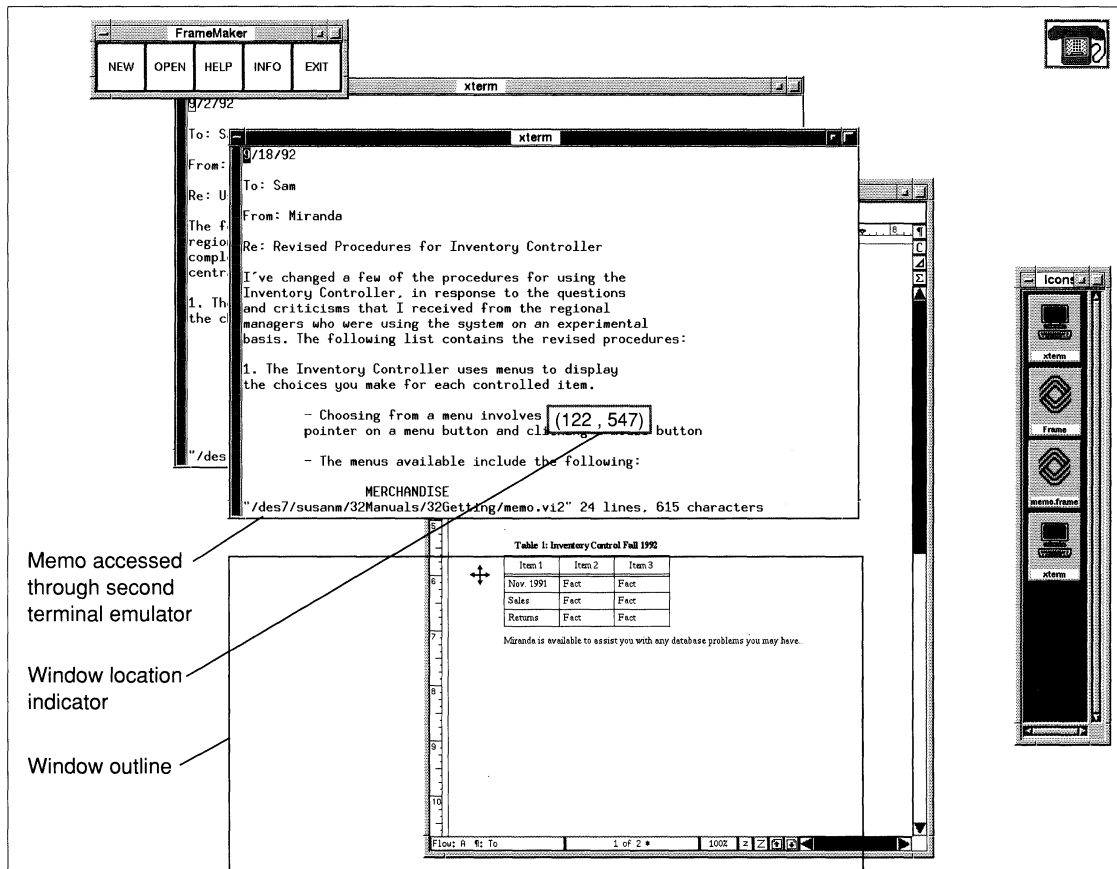 FrameMaker
NEW OPEN HELP INFO EXIT
xterm
9/2/92
To: S
From:
Re: U
The f
regio
compl
centr
1. The
the c
"/des
xterm
9/18/92
To: Sam
From: Miranda
Re: Revised Procedures for Inventory Controller
I've changed a few of the procedures for using the
Inventory Controller, in response to the questions
and criticisms that I received from the regional
managers who were using the system on an experimental
basis. The following list contains the revised procedures:
1. The Inventory Controller uses menus to display
the choices you make for each controlled item.
- Choosing from a menu involves
(122 , 547)
pointer on a menu button and button
- The menus available include the following:
MERCHANDISE
"/des7/susanm/32Manuals/32Getting/memo.vi2" 24 lines, 615 characters
8
¶
C
Σ
5
6
7
8
9
10
Table 1: Inventory Control Fall 1992
Item 1 Item 2 Item 3
Nov. 1991 Fact Fact
Sales Fact Fact
Returns Fact Fact
Miranda is available to assist you with any database problems you may have.
Flow: A ¶: To 1 of 2 * 100% z Z
Icons
xterm
Frame
memo.frame
xterm
Memo accessed
through second
terminal emulator
Window location
indicator
Window outline